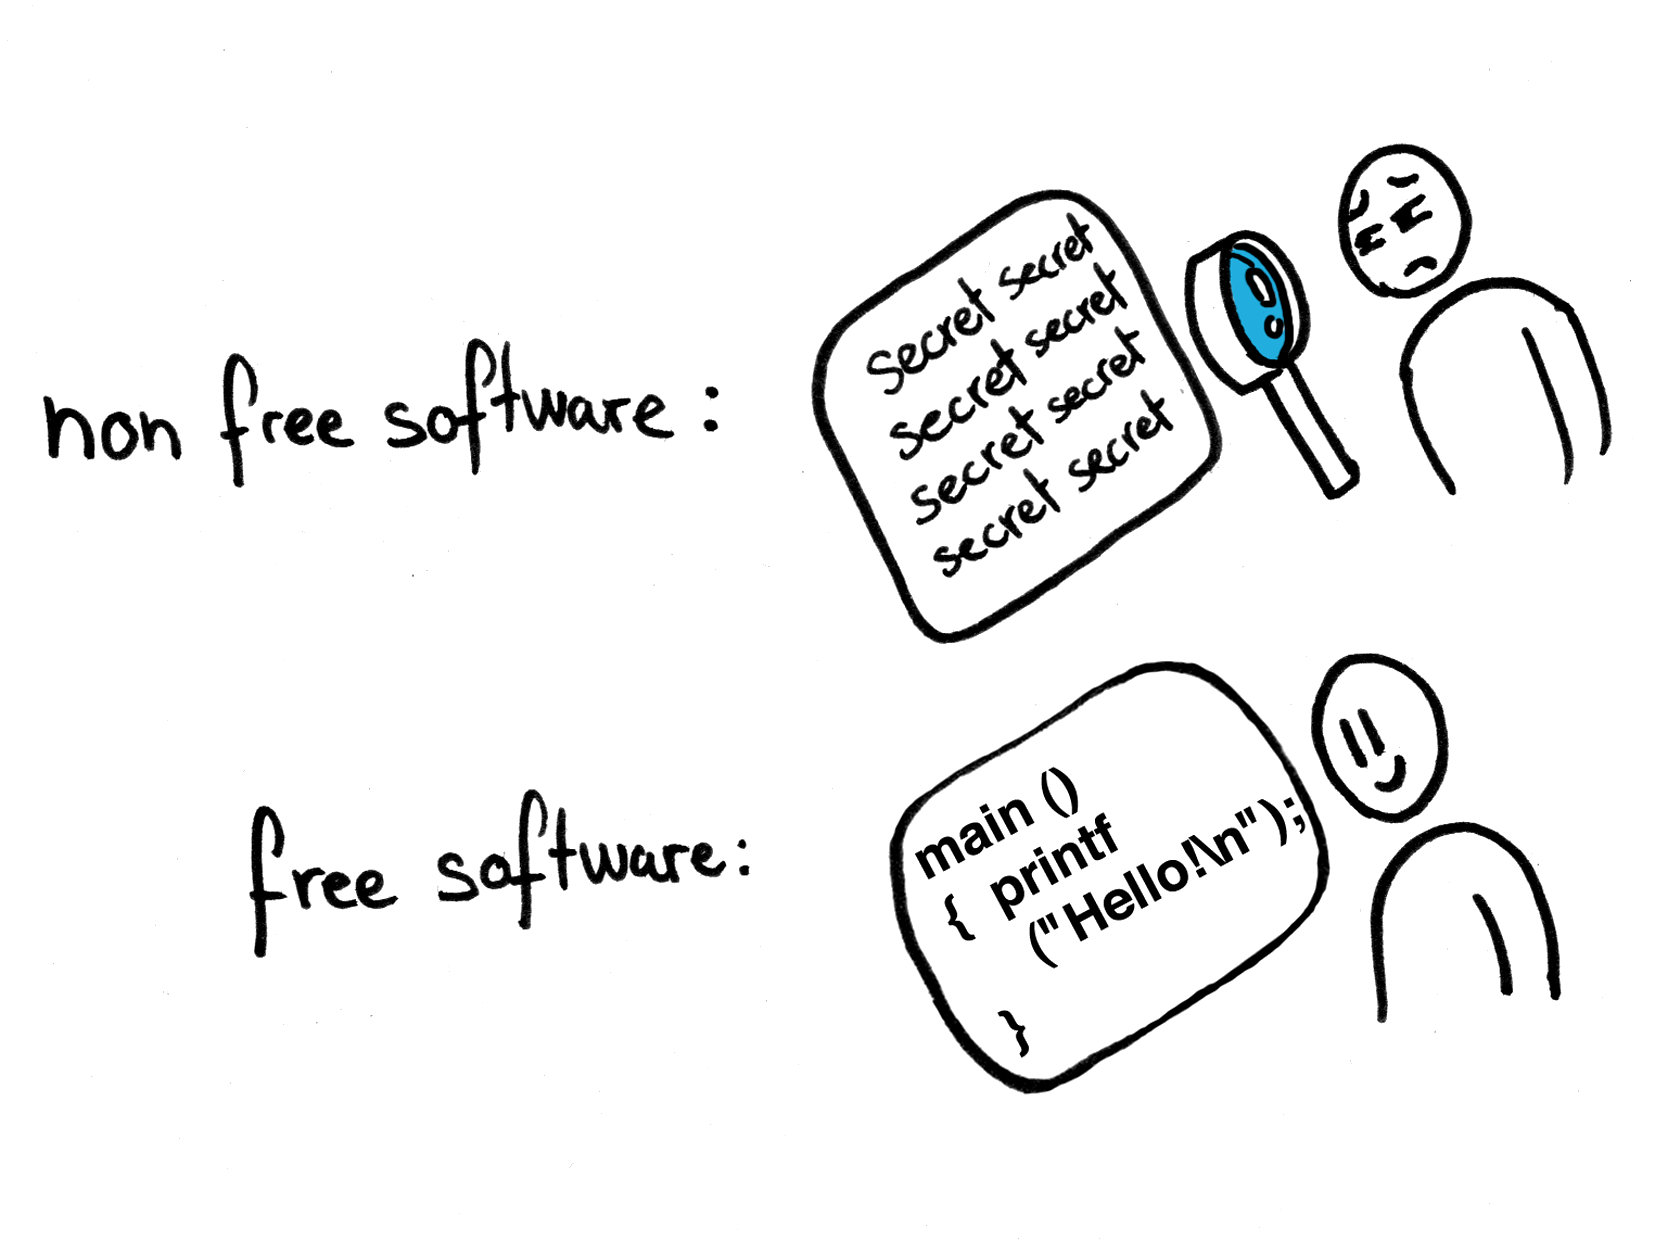 non free software:
secret secret
secret secret
secret secret
secret secret
free software:
main ()
{ printf
("Hello!\n");
}